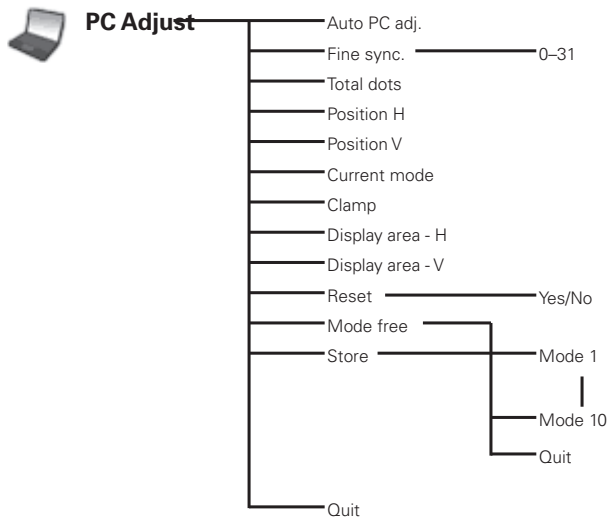 PC Adjust
Auto PC adj.
Fine sync. 0–31
Total dots
Position H
Position V
Current mode
Clamp
Display area - H
Display area - V
Reset Yes/No
Mode free
Store Mode 1
Mode 10
Quit
Quit